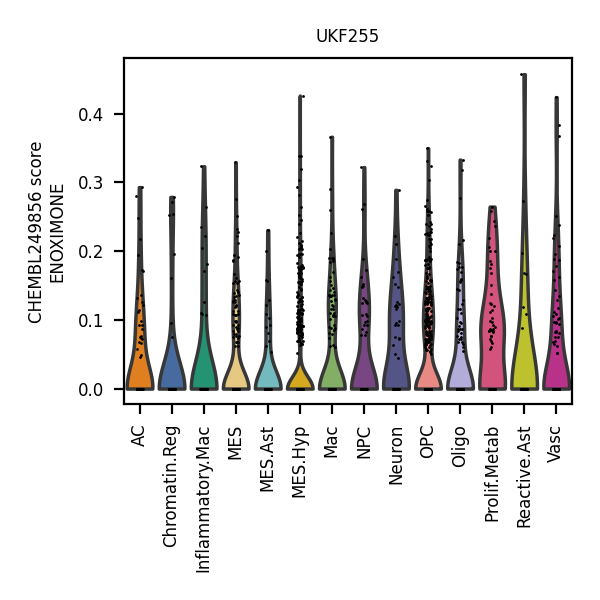 UKF255
CHEMBL249856 score
ENOXIMONE
0.4
0.3
0.2
0.1
0.0
AC
Chromatin.Reg
Inflammatory.Mac
MES
MES.Ast
MES.Hyp
Mac
NPC
Neuron
OPC
Oligo
Prolif.Metab
Reactive.Ast
Vasc